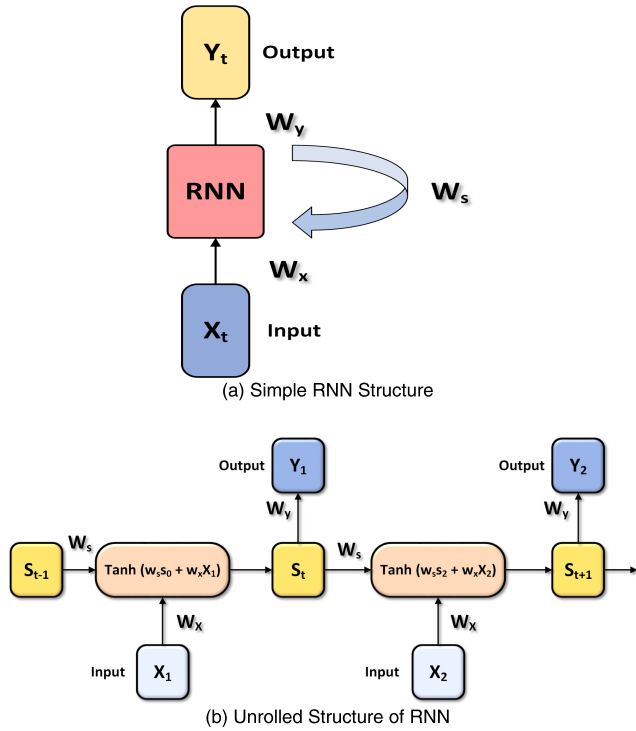 Yt Output
Wy
RNN
Ws
Wx
Xt Input
(a) Simple RNN Structure
Output Y1
Output Y2
Wy
Wy
Ws
Ws
St-1
Tanh (wss0 + wxX1)
St
Tanh (wss2 + wxX2)
St+1
WX
WX
Input X1
Input X2
(b) Unrolled Structure of RNN